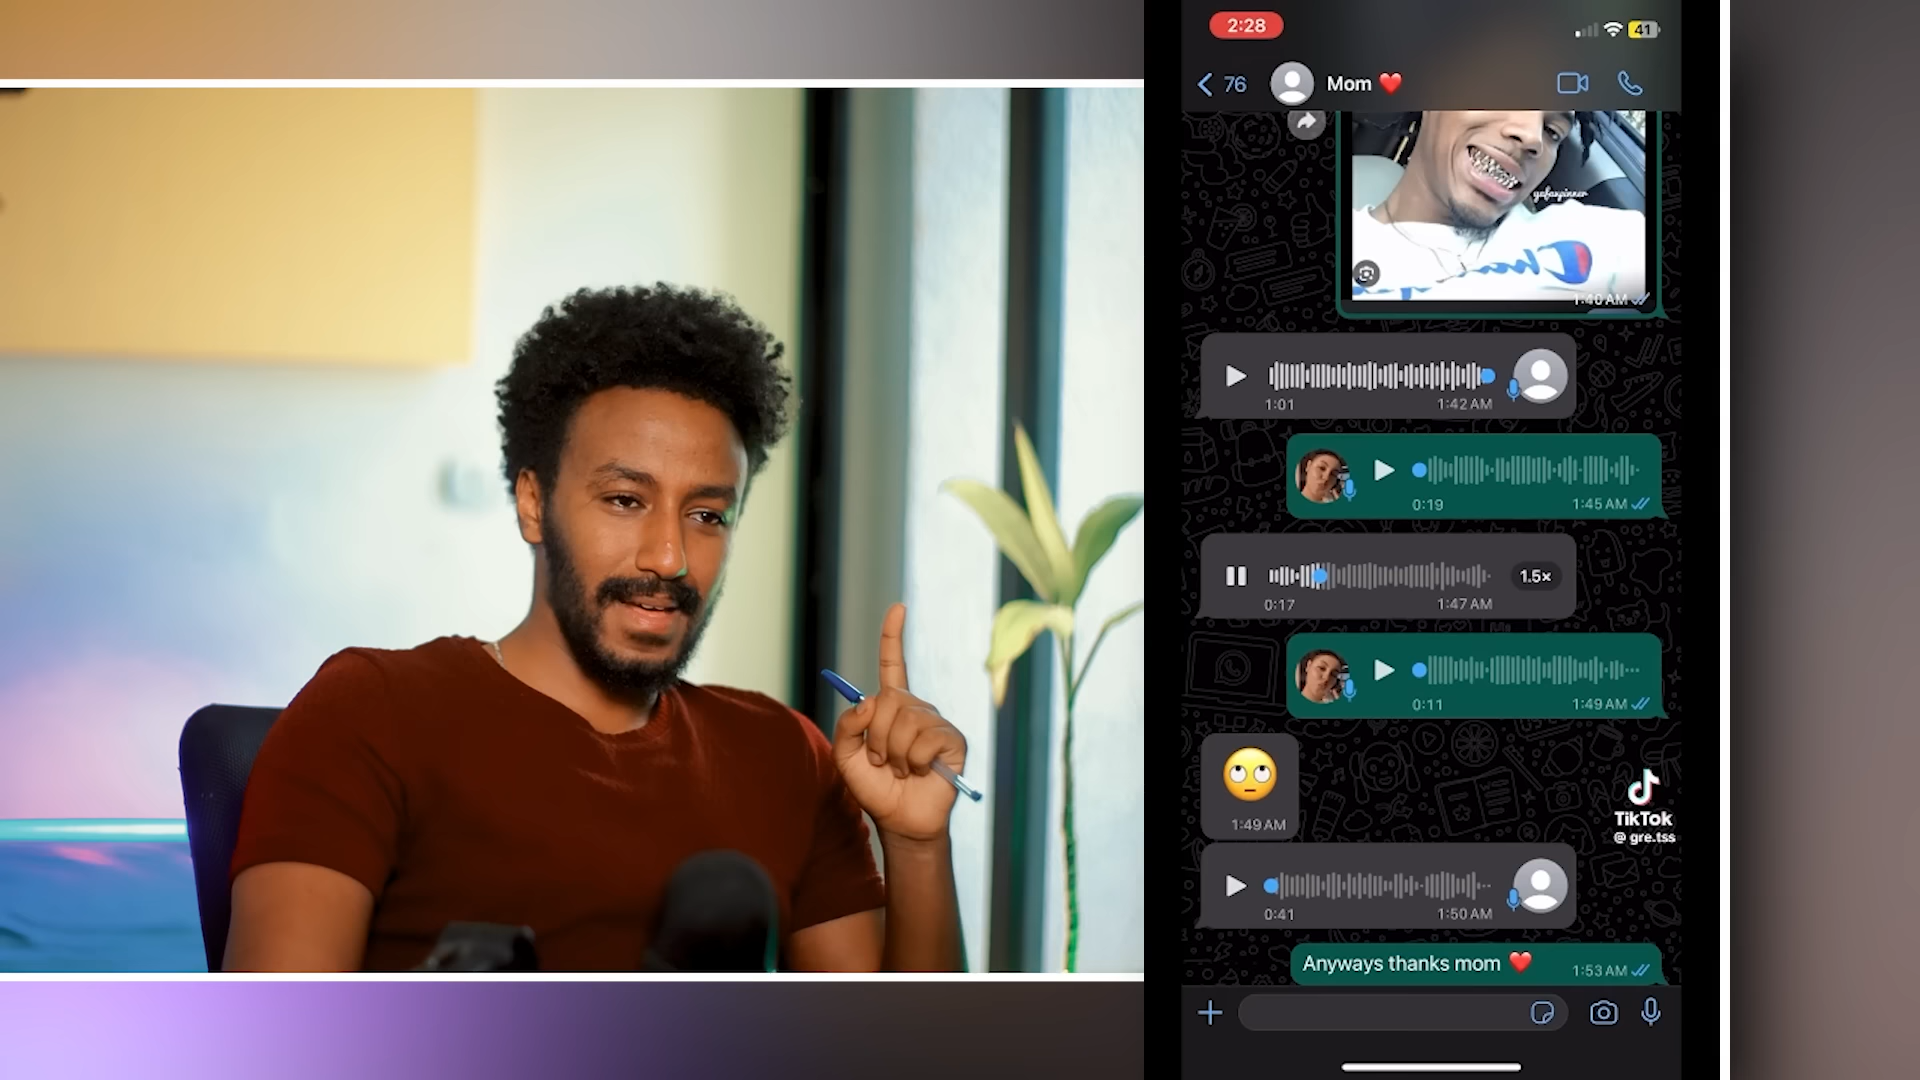 2:28
41
76
Mom ❤️
1:40 AM
1:01
1:42 AM
0:19
1:45 AM
1.5×
0:17
1:47 AM
0:11
1:49 AM
🙄
1:49 AM
TikTok
@ gre.tss
0:41
1:50 AM
Anyways thanks mom ❤️
1:53 AM